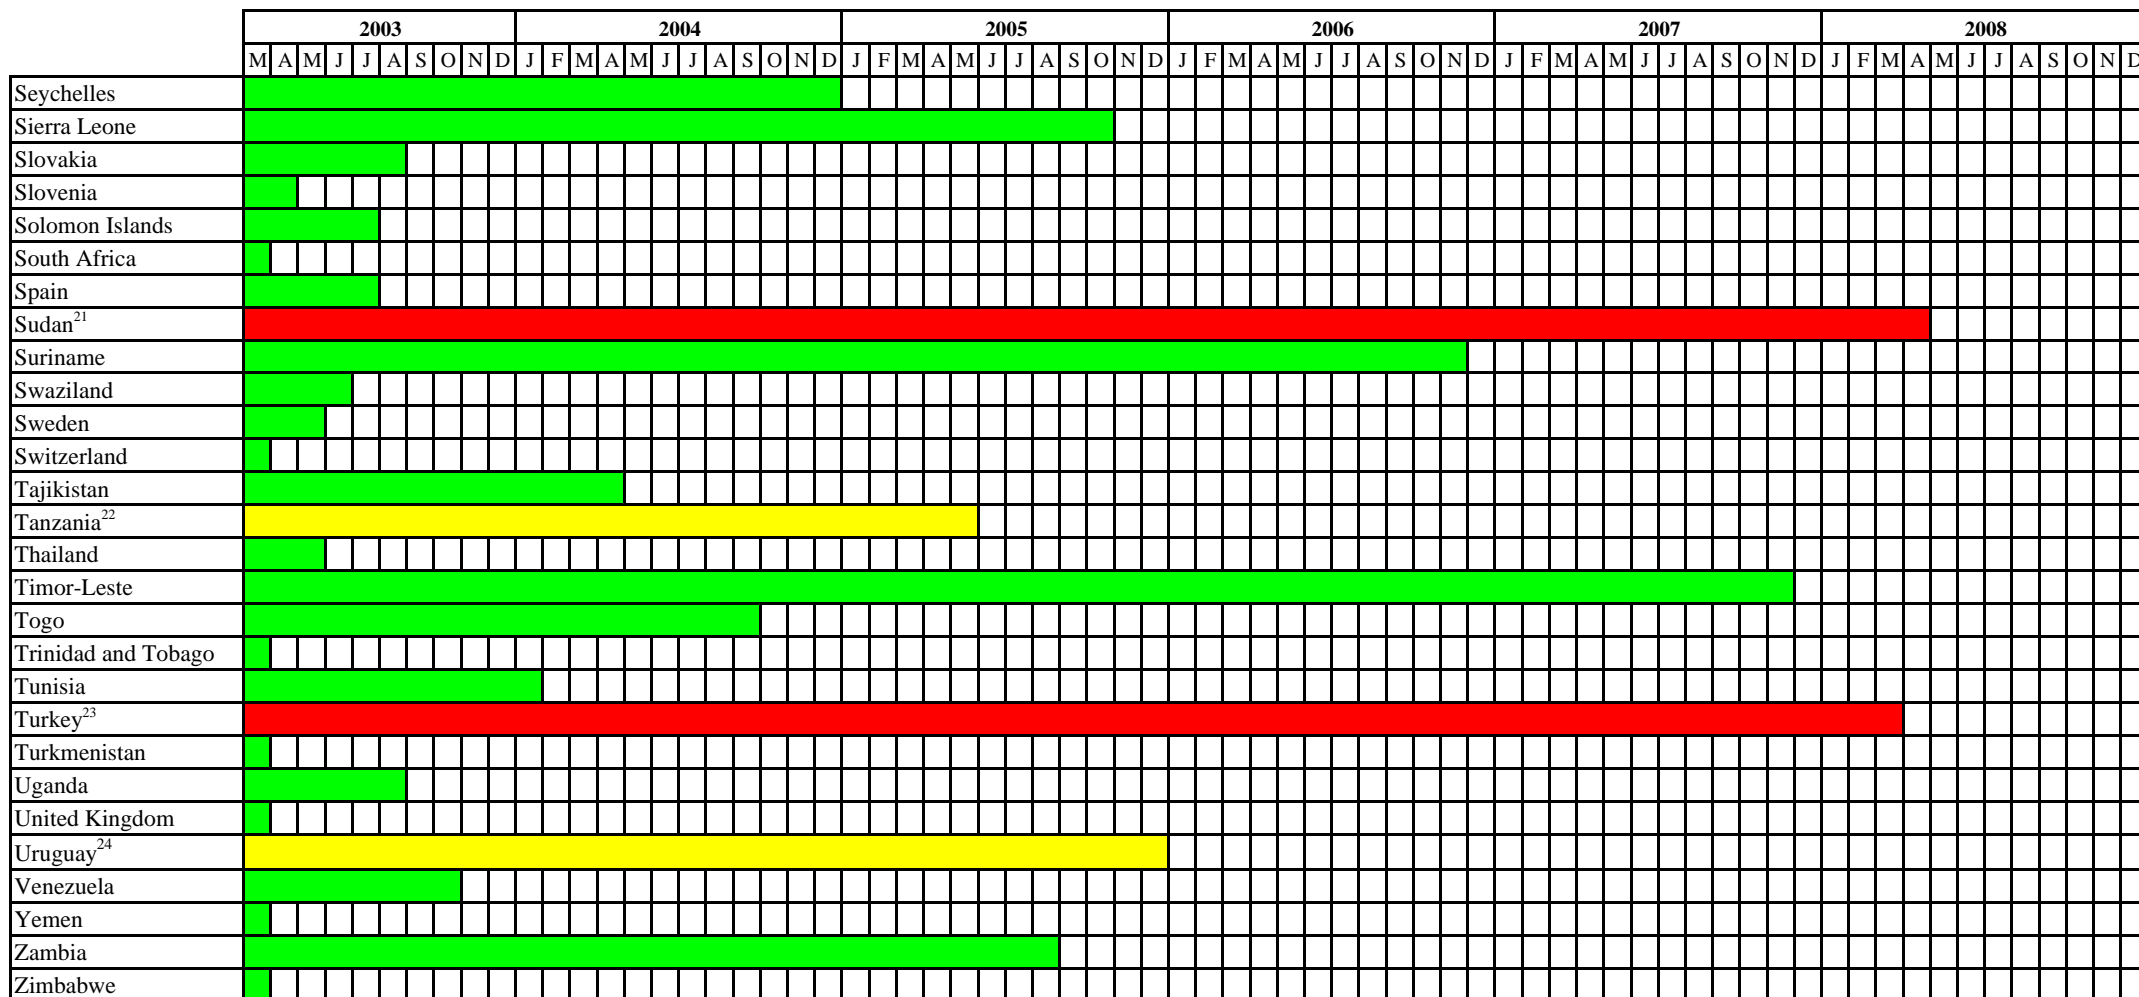 2003 2004 2005 2006 2007 2008
M A M J J A S O N D J F M A M J J A S O N D J F M A M J J A S O N D J F M A M J J A S O N D J F M A M J J A S O N D J F M A M J J A S O N D
Seychelles
Sierra Leone
Slovakia
Slovenia
Solomon Islands
South Africa
Spain
Sudan21
Suriname
Swaziland
Sweden
Switzerland
Tajikistan
Tanzania22
Thailand
Timor-Leste
Togo
Trinidad and Tobago
Tunisia
Turkey23
Turkmenistan
Uganda
United Kingdom
Uruguay24
Venezuela
Yemen
Zambia
Zimbabwe